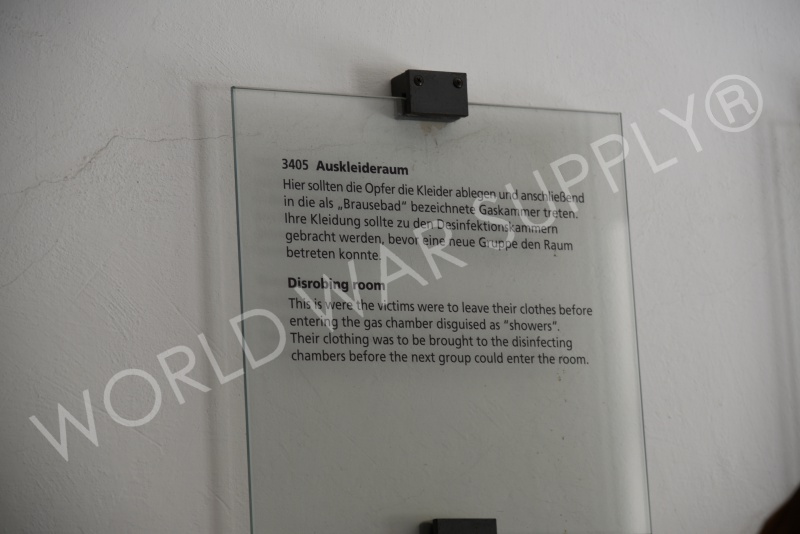 3405 Auskleideraum
Hier sollten die Opfer die Kleider ablegen und anschließend
in die als „Brausebad" bezeichnete Gaskammer treten.
Ihre Kleidung sollte zu den Desinfektionskammern
gebracht werden, bevor eine neue Gruppe den Raum
betreten konnte.
Disrobing room
This is were the victims were to leave their clothes before
entering the gas chamber disguised as "showers".
Their clothing was to be brought to the disinfecting
chambers before the next group could enter the room.
WORLD WAR SUPPLY®